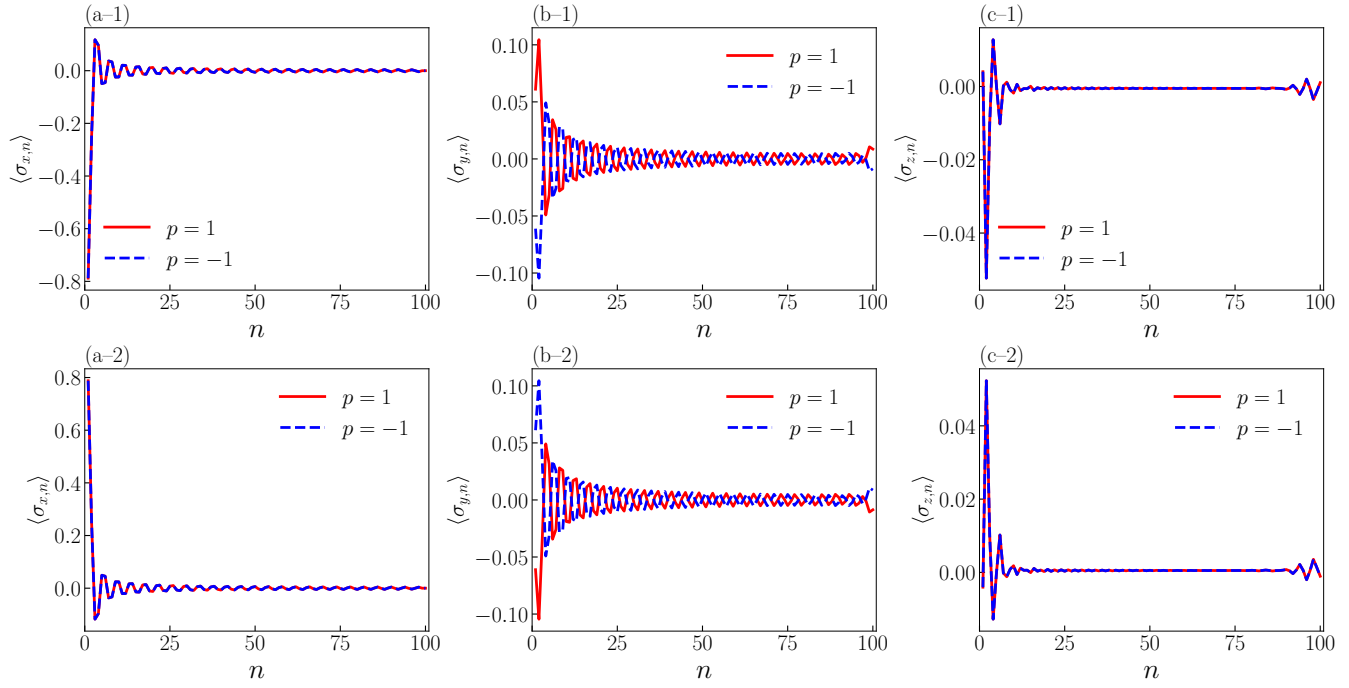 (a–1)
0.0
−0.2
−0.4
−0.6
−0.8
⟨σx,n⟩
p = 1
p = −1
0 25 50 75 100
n
(b–1)
0.10
0.05
0.00
−0.05
−0.10
⟨σy,n⟩
p = 1
p = −1
0 25 50 75 100
n
(c–1)
0.00
−0.02
−0.04
⟨σz,n⟩
p = 1
p = −1
0 25 50 75 100
n
(a–2)
0.8
0.6
0.4
0.2
0.0
⟨σx,n⟩
p = 1
p = −1
0 25 50 75 100
n
(b–2)
0.10
0.05
0.00
−0.05
−0.10
⟨σy,n⟩
p = 1
p = −1
0 25 50 75 100
n
(c–2)
0.04
0.02
0.00
⟨σz,n⟩
p = 1
p = −1
0 25 50 75 100
n